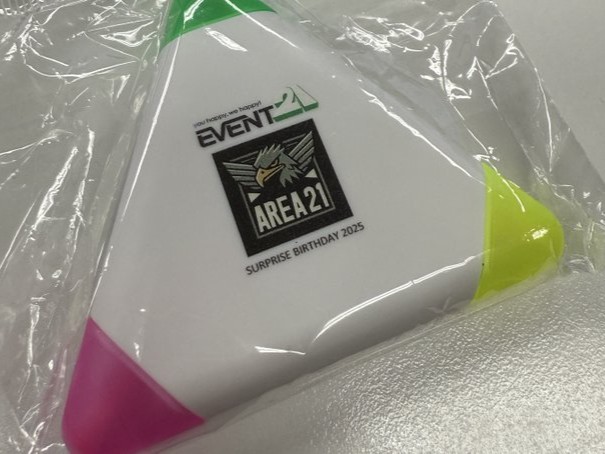 you happy, we happy!
EVENT21
AREA 21
SURPRISE BIRTHDAY 2025